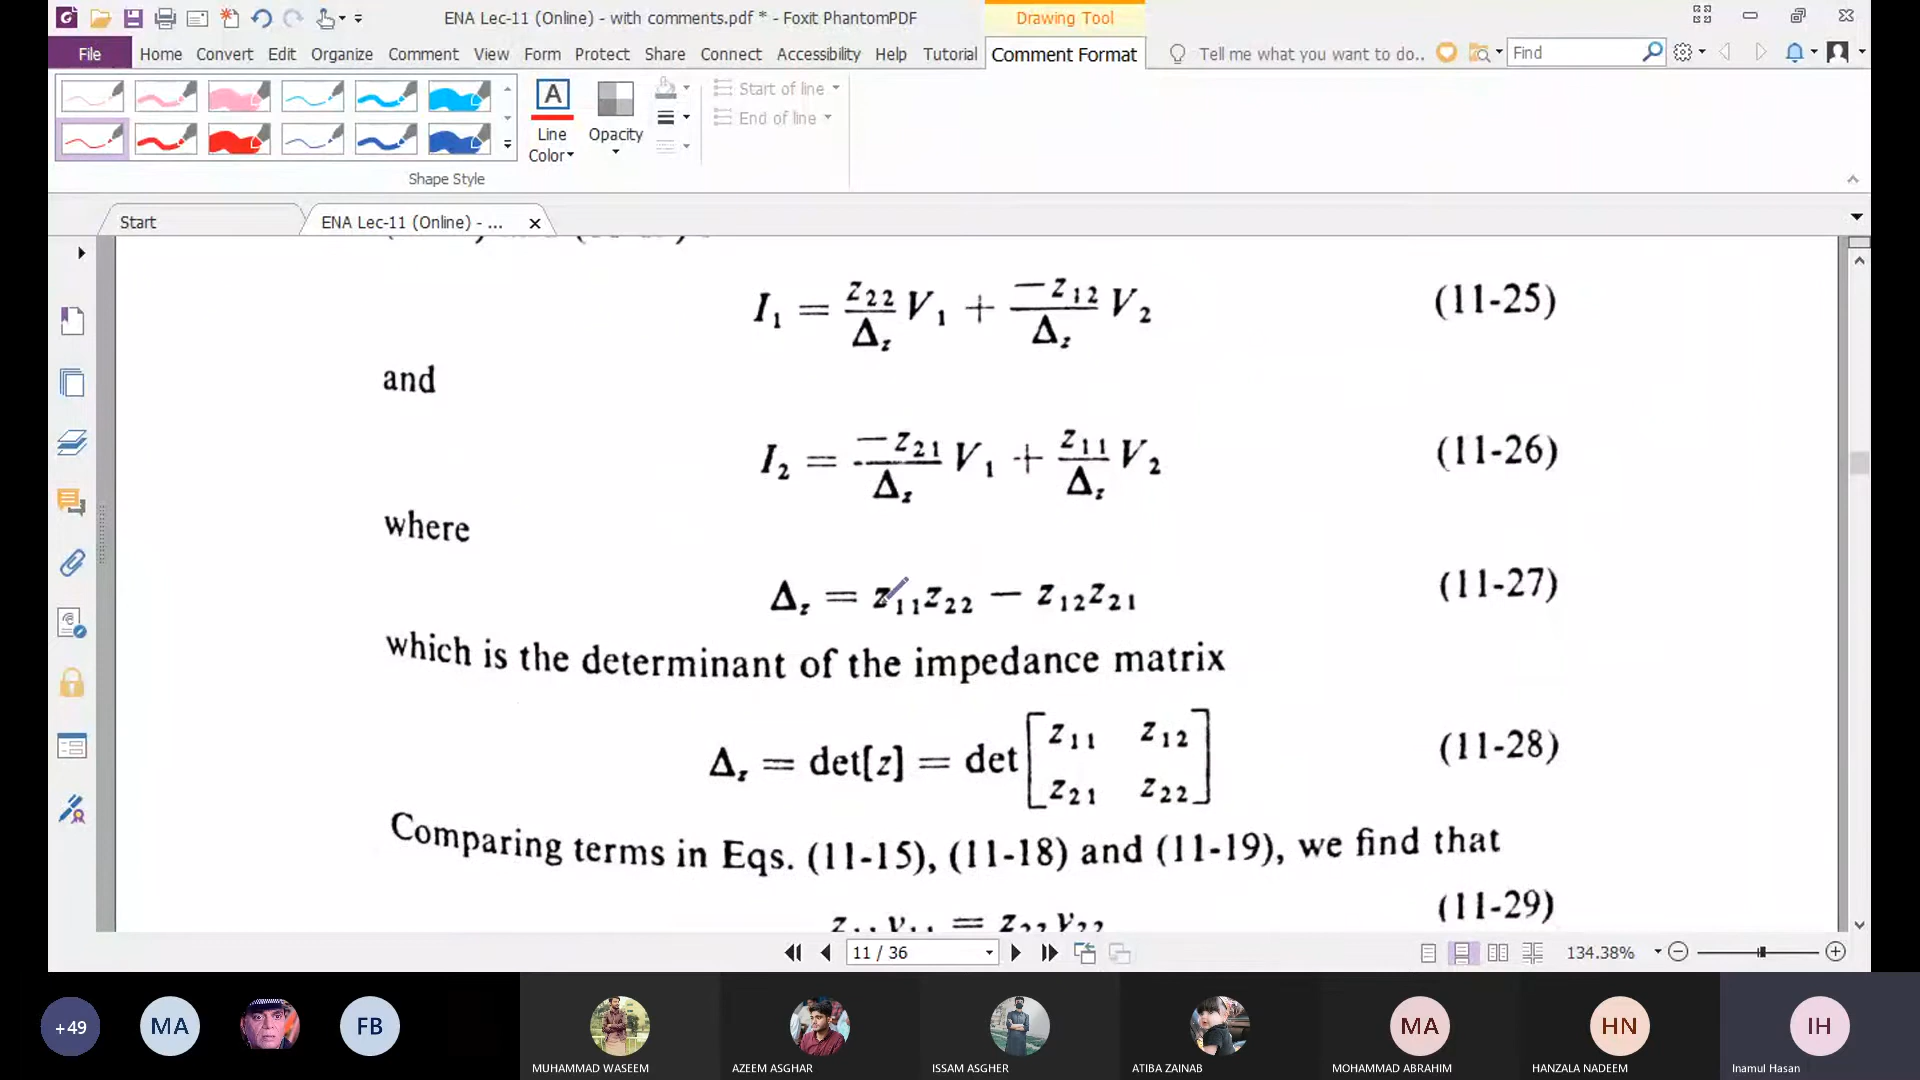 ENA Lec-11 (Online) - with comments.pdf * - Foxit PhantomPDF
Drawing Tool
File Home Convert Edit Organize Comment View Form Protect Share Connect Accessibility Help Tutorial Comment Format Tell me what you want to do.. Find
Line Color
Opacity
Start of line
End of line
Shape Style
Start
ENA Lec-11 (Online) - ...
I₁ = z₂₂/Δz V₁ + −z₁₂/Δz V₂ (11-25)
and
I₂ = −z₂₁/Δz V₁ + z₁₁/Δz V₂ (11-26)
where
Δz = z₁₁z₂₂ − z₁₂z₂₁ (11-27)
which is the determinant of the impedance matrix
Δz = det[z] = det [z₁₁ z₁₂
z₂₁ z₂₂] (11-28)
Comparing terms in Eqs. (11-15), (11-18) and (11-19), we find that
(11-29)
11 / 36
134.38%
+49
MA
FB
MA
HN
IH
MUHAMMAD WASEEM
AZEEM ASGHAR
ISSAM ASGHER
ATIBA ZAINAB
MOHAMMAD ABRAHIM
HANZALA NADEEM
Inamul Hasan